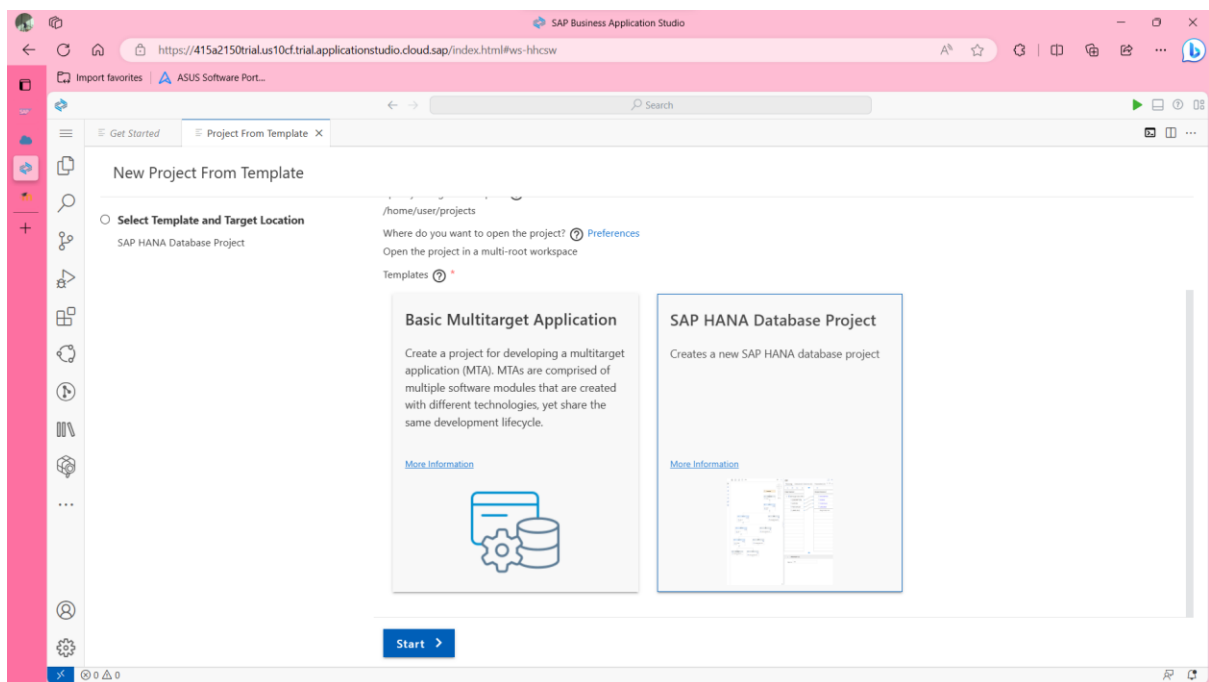 SAP Business Application Studio
https://415a2150trial.us10cf.trial.applicationstudio.cloud.sap/index.html#ws-hhcsw
Import favorites
ASUS Software Port...
Search
Get Started
Project From Template
New Project From Template
Select Template and Target Location
SAP HANA Database Project
/home/user/projects
Where do you want to open the project? Preferences
Open the project in a multi-root workspace
Templates *
Basic Multitarget Application
Create a project for developing a multitarget
application (MTA). MTAs are comprised of
multiple software modules that are created
with different technologies, yet share the
same development lifecycle.
More Information
SAP HANA Database Project
Creates a new SAP HANA database project
More Information
Start
0 0